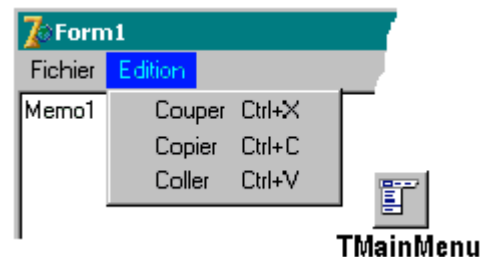 Form1
Fichier Edition
Memo1
Couper Ctrl+X
Copier Ctrl+C
Coller Ctrl+V
TMainMenu